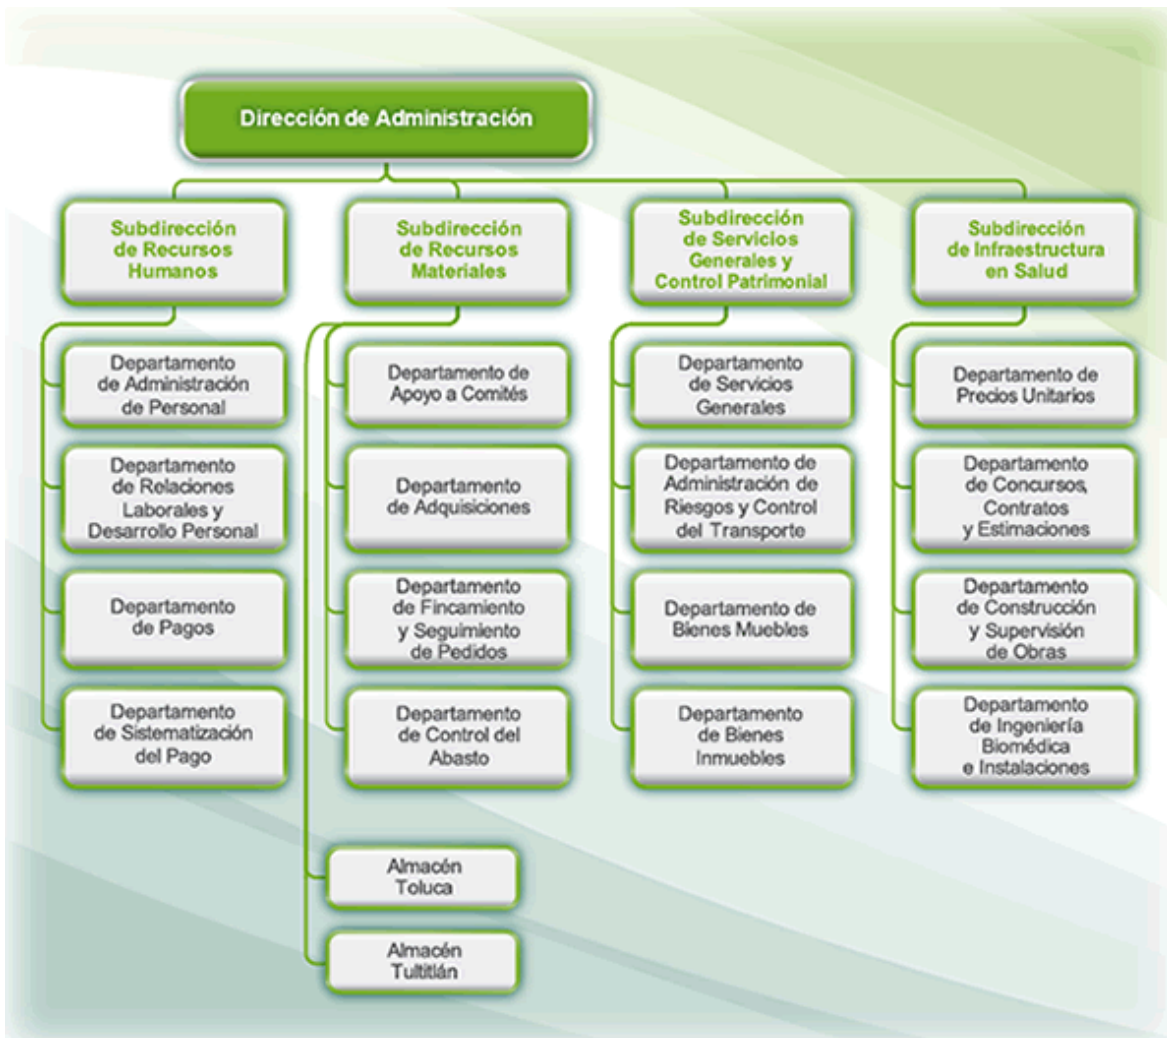 Dirección de Administración
Subdirección
de Recursos
Humanos
Subdirección
de Recursos
Materiales
Subdirección
de Servicios
Generales y
Control Patrimonial
Subdirección
de Infraestructura
en Salud
Departamento
de Administración
de Personal
Departamento de
Apoyo a Comités
Departamento
de Servicios
Generales
Departamento de
Precios Unitarios
Departamento
de Relaciones
Laborales y
Desarrollo Personal
Departamento
de Adquisiciones
Departamento de
Administración de
Riesgos y Control
del Transporte
Departamento
de Concursos,
Contratos
y Estimaciones
Departamento
de Pagos
Departamento
de Fincamiento
y Seguimiento
de Pedidos
Departamento de
Bienes Muebles
Departamento
de Construcción
y Supervisión
de Obras
Departamento
de Sistematización
del Pago
Departamento
de Control del
Abasto
Departamento
de Bienes
Inmuebles
Departamento
de Ingeniería
Biomédica
e Instalaciones
Almacén
Toluca
Almacén
Tultitlán